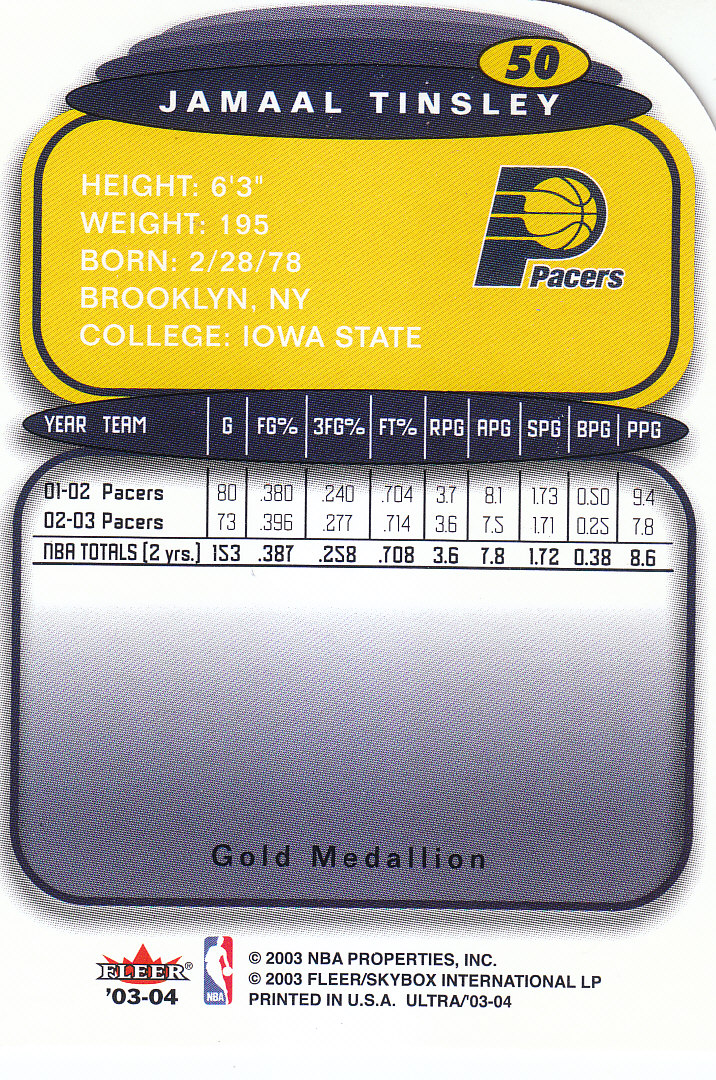 50
JAMAAL TINSLEY
HEIGHT: 6'3"
WEIGHT: 195
BORN: 2/28/78
BROOKLYN, NY
COLLEGE: IOWA STATE
Pacers
YEAR TEAM G FG% 3FG% FT% RPG APG SPG BPG PPG
01-02 Pacers 80 .380 .240 .704 3.7 8.1 1.73 0.50 9.4
02-03 Pacers 73 .396 .277 .714 3.6 7.5 1.71 0.25 7.8
NBA TOTALS (2 yrs.) 153 .387 .258 .708 3.6 7.8 1.72 0.38 8.6
Gold Medallion
FLEER®
'03-04
NBA
© 2003 NBA PROPERTIES, INC.
© 2003 FLEER/SKYBOX INTERNATIONAL LP
PRINTED IN U.S.A. ULTRA/'03-04